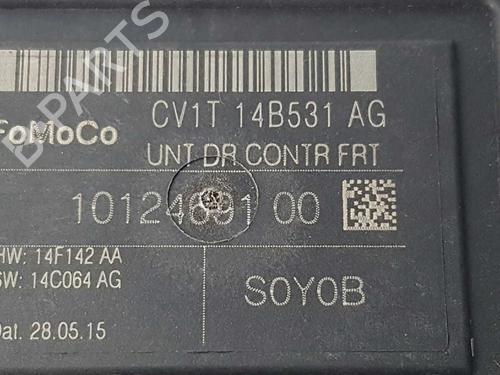 B-PARTS
FoMoCo
CV1T 14B531 AG
UNT DR CONTR FRT
10124691 00
HW: 14F142 AA
SW: 14C064 AG
S0Y0B
Dat. 28.05.15